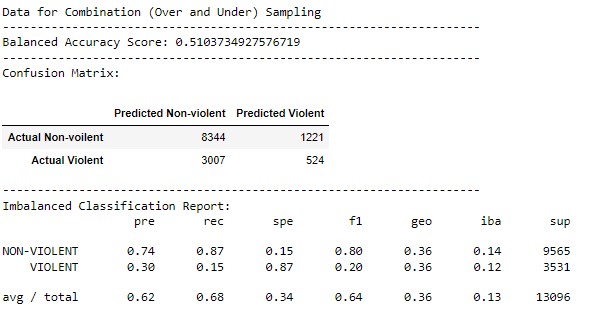 Data for Combination (Over and Under) Sampling
--------------------------------------------------------------------
Balanced Accuracy Score: 0.5103734927576719
--------------------------------------------------------------------
Confusion Matrix:
Predicted Non-violent Predicted Violent
Actual Non-voilent 8344 1221
Actual Violent 3007 524
--------------------------------------------------------------------
Imbalanced Classification Report:
pre rec spe f1 geo iba sup
NON-VIOLENT 0.74 0.87 0.15 0.80 0.36 0.14 9565
VIOLENT 0.30 0.15 0.87 0.20 0.36 0.12 3531
avg / total 0.62 0.68 0.34 0.64 0.36 0.13 13096